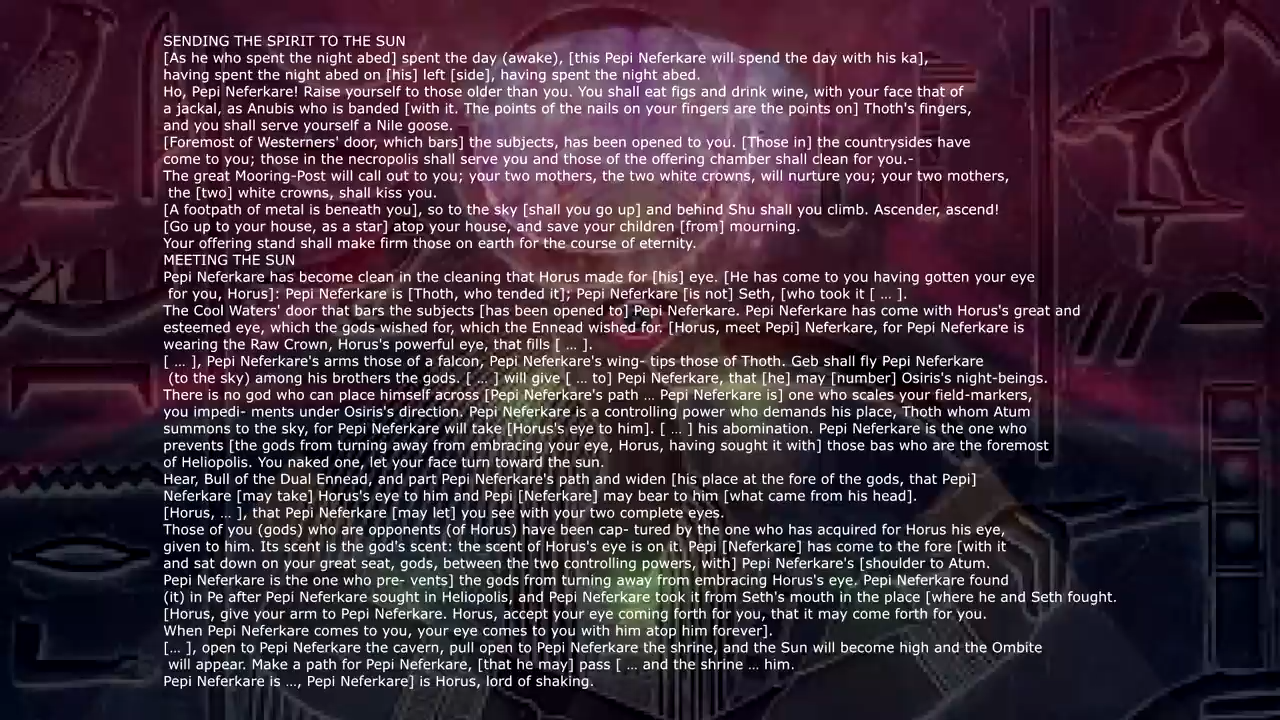 SENDING THE SPIRIT TO THE SUN
[As he who spent the night abed] spent the day (awake), [this Pepi Neferkare will spend the day with his ka],
having spent the night abed on [his] left [side], having spent the night abed.
Ho, Pepi Neferkare! Raise yourself to those older than you. You shall eat figs and drink wine, with your face that of
a jackal, as Anubis who is banded [with it. The points of the nails on your fingers are the points on] Thoth's fingers,
and you shall serve yourself a Nile goose.
[Foremost of Westerners' door, which bars] the subjects, has been opened to you. [Those in] the countrysides have
come to you; those in the necropolis shall serve you and those of the offering chamber shall clean for you.-
The great Mooring-Post will call out to you; your two mothers, the two white crowns, will nurture you; your two mothers,
the [two] white crowns, shall kiss you.
[A footpath of metal is beneath you], so to the sky [shall you go up] and behind Shu shall you climb. Ascender, ascend!
[Go up to your house, as a star] atop your house, and save your children [from] mourning.
Your offering stand shall make firm those on earth for the course of eternity.
MEETING THE SUN
Pepi Neferkare has become clean in the cleaning that Horus made for [his] eye. [He has come to you having gotten your eye
for you, Horus]: Pepi Neferkare is [Thoth, who tended it]; Pepi Neferkare [is not] Seth, [who took it [ … ].
The Cool Waters' door that bars the subjects [has been opened to] Pepi Neferkare. Pepi Neferkare has come with Horus's great and
esteemed eye, which the gods wished for, which the Ennead wished for. [Horus, meet Pepi] Neferkare, for Pepi Neferkare is
wearing the Raw Crown, Horus's powerful eye, that fills [ … ].
[ … ], Pepi Neferkare's arms those of a falcon, Pepi Neferkare's wing- tips those of Thoth. Geb shall fly Pepi Neferkare
(to the sky) among his brothers the gods. [ … ] will give [ … to] Pepi Neferkare, that [he] may [number] Osiris's night-beings.
There is no god who can place himself across [Pepi Neferkare's path … Pepi Neferkare is] one who scales your field-markers,
you impedi- ments under Osiris's direction. Pepi Neferkare is a controlling power who demands his place, Thoth whom Atum
summons to the sky, for Pepi Neferkare will take [Horus's eye to him]. [ … ] his abomination. Pepi Neferkare is the one who
prevents [the gods from turning away from embracing your eye, Horus, having sought it with] those bas who are the foremost
of Heliopolis. You naked one, let your face turn toward the sun.
Hear, Bull of the Dual Ennead, and part Pepi Neferkare's path and widen [his place at the fore of the gods, that Pepi]
Neferkare [may take] Horus's eye to him and Pepi [Neferkare] may bear to him [what came from his head].
[Horus, … ], that Pepi Neferkare [may let] you see with your two complete eyes.
Those of you (gods) who are opponents (of Horus) have been cap- tured by the one who has acquired for Horus his eye,
given to him. Its scent is the god's scent: the scent of Horus's eye is on it. Pepi [Neferkare] has come to the fore [with it
and sat down on your great seat, gods, between the two controlling powers, with] Pepi Neferkare's [shoulder to Atum.
Pepi Neferkare is the one who pre- vents] the gods from turning away from embracing Horus's eye. Pepi Neferkare found
(it) in Pe after Pepi Neferkare sought in Heliopolis, and Pepi Neferkare took it from Seth's mouth in the place [where he and Seth fought.
[Horus, give your arm to Pepi Neferkare. Horus, accept your eye coming forth for you, that it may come forth for you.
When Pepi Neferkare comes to you, your eye comes to you with him atop him forever].
[… ], open to Pepi Neferkare the cavern, pull open to Pepi Neferkare the shrine, and the Sun will become high and the Ombite
will appear. Make a path for Pepi Neferkare, [that he may] pass [ … and the shrine … him.
Pepi Neferkare is …, Pepi Neferkare] is Horus, lord of shaking.